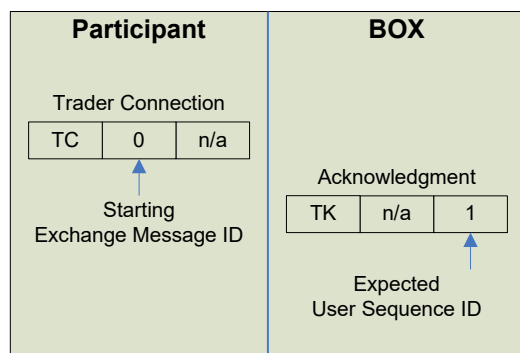 Participant
BOX
Trader Connection
TC 0 n/a
Starting
Exchange Message ID
Acknowledgment
TK n/a 1
Expected
User Sequence ID